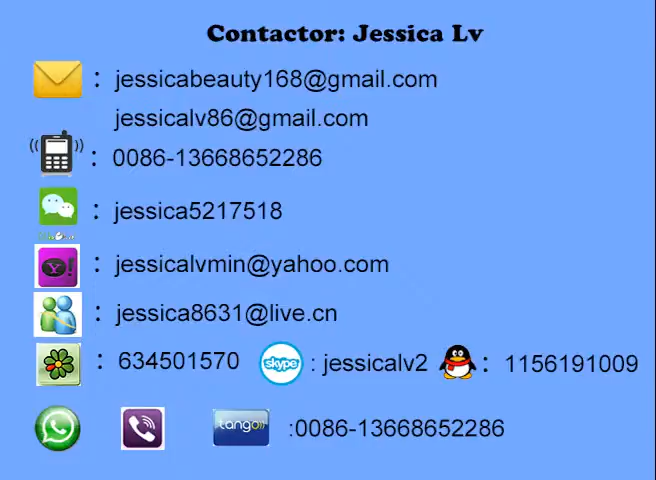 Contactor: Jessica Lv
: jessicabeauty168@gmail.com
jessicalv86@gmail.com
: 0086-13668652286
: jessica5217518
Y! : jessicalvmin@yahoo.com
: jessica8631@live.cn
: 634501570 skype : jessicalv2 : 1156191009
tango :0086-13668652286